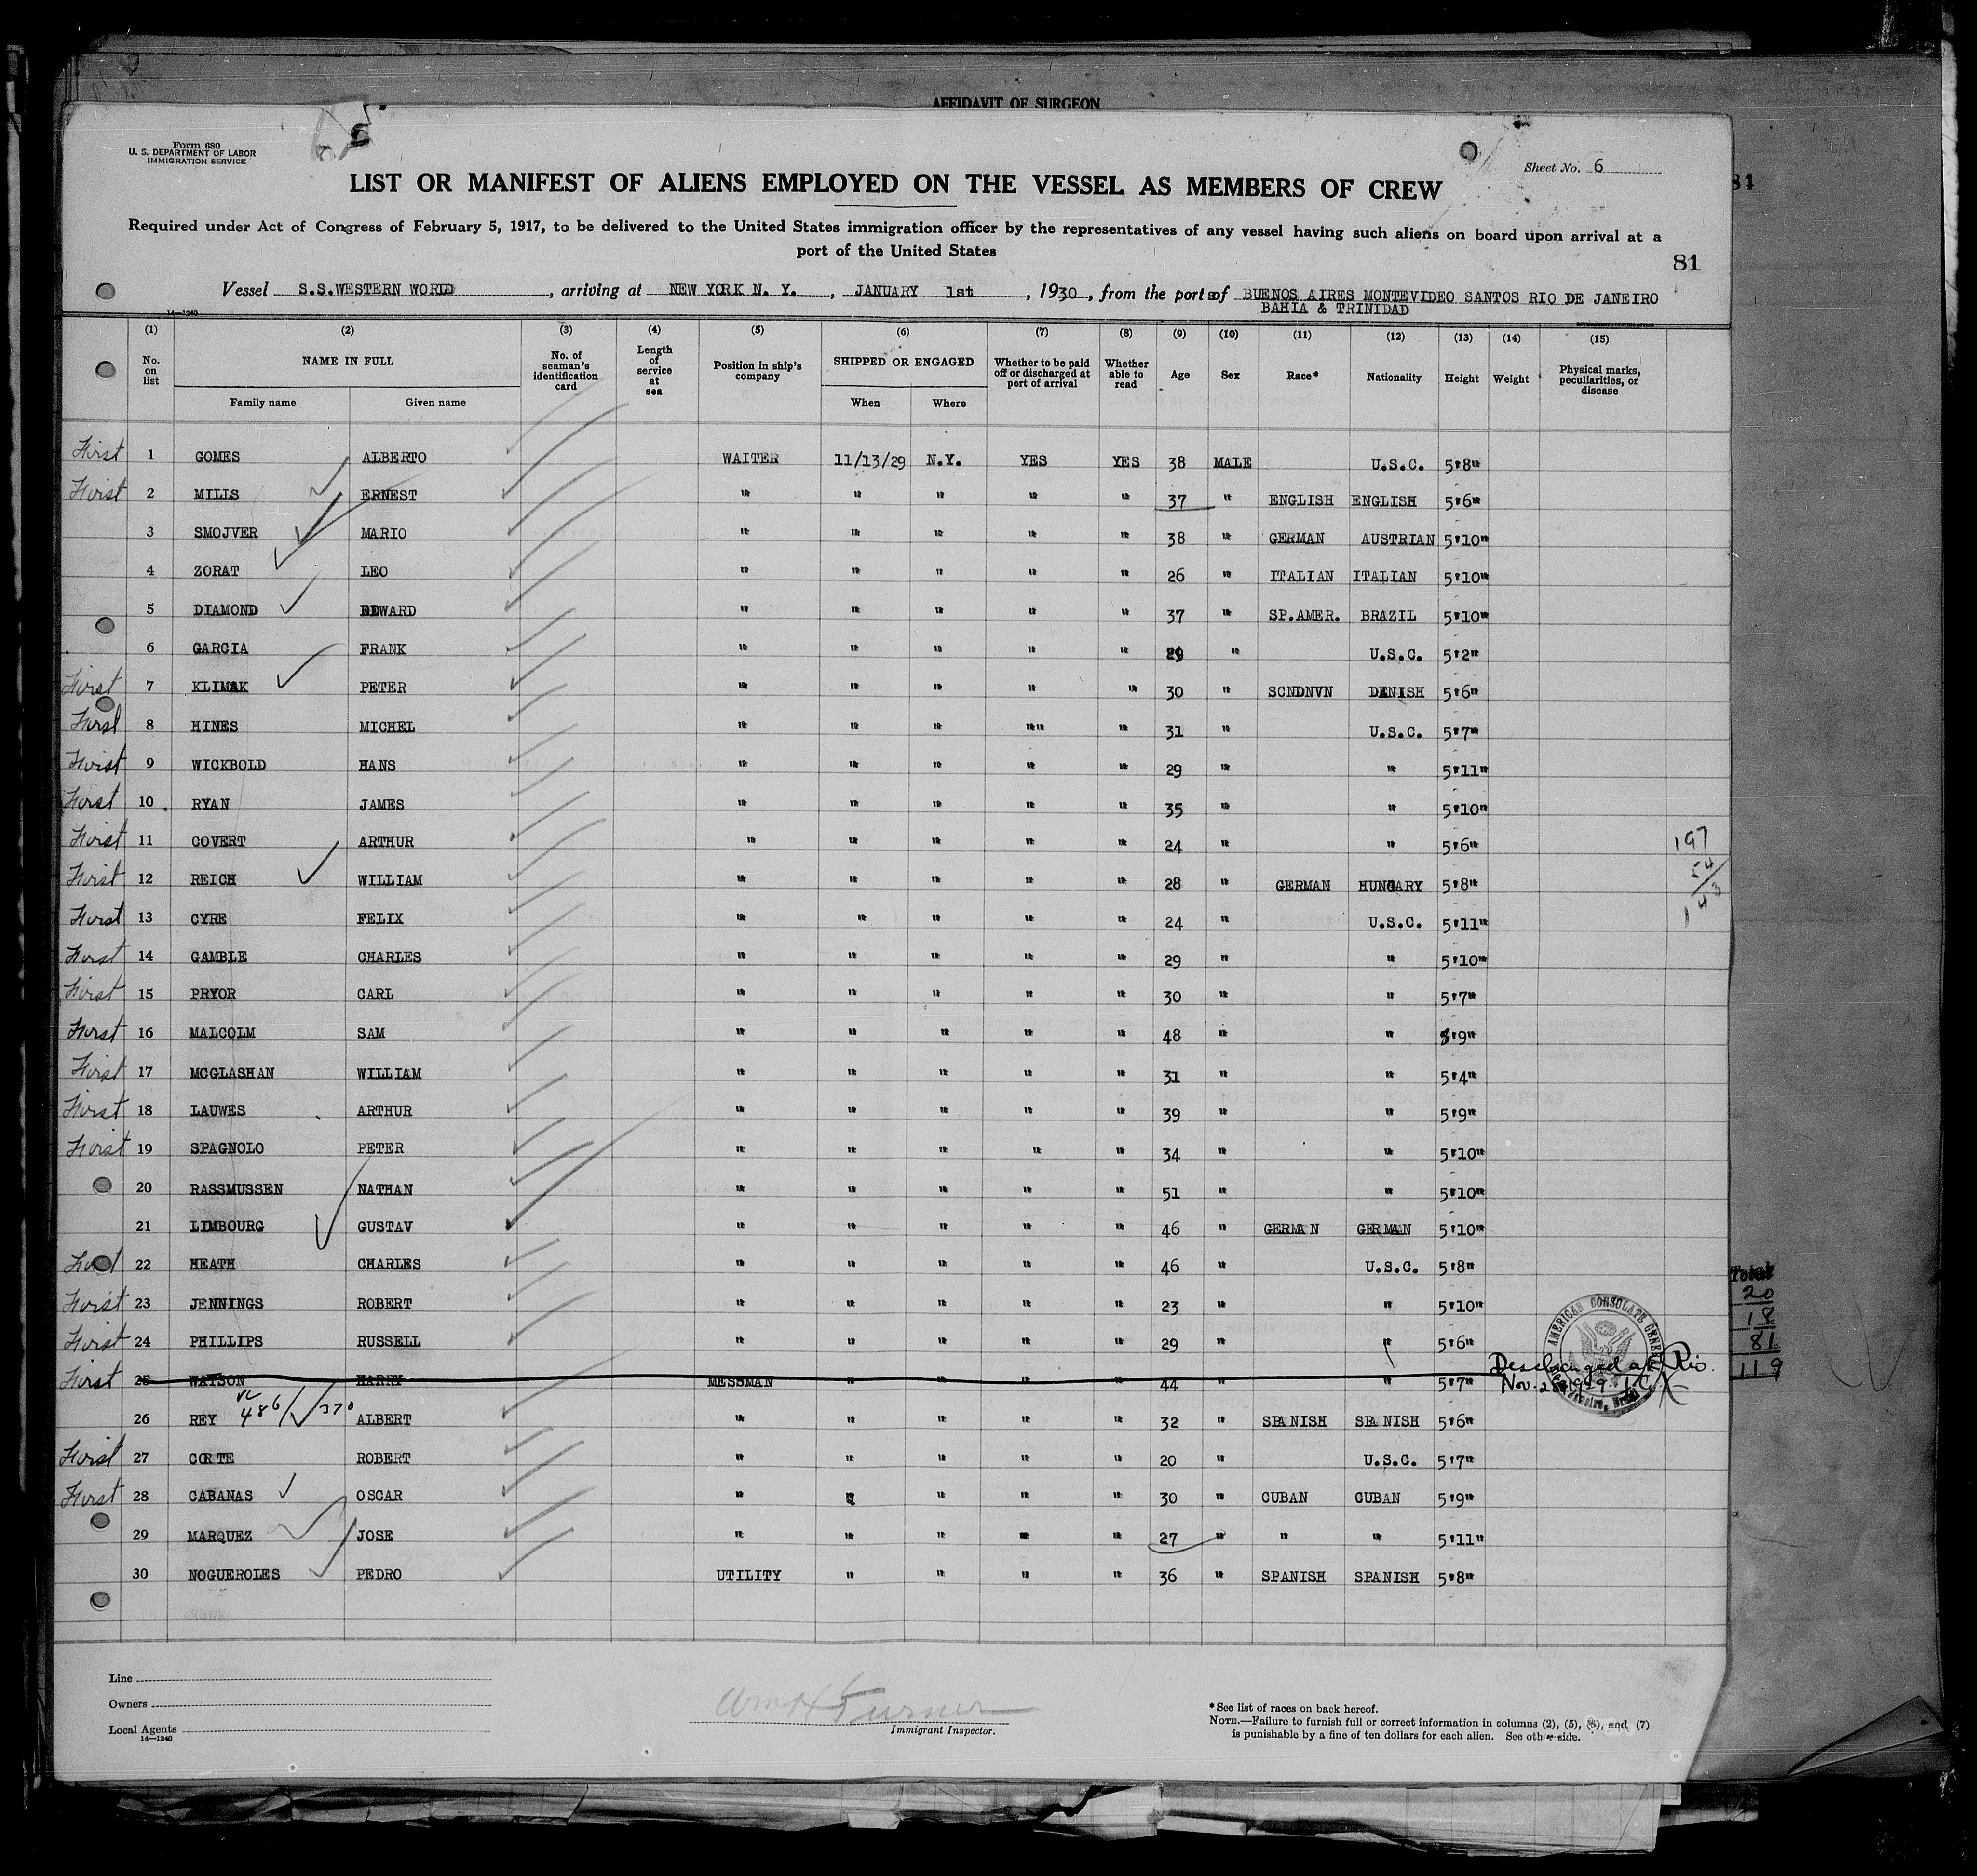 AFFIDAVIT OF SURGEON
Form 680
U. S. DEPARTMENT OF LABOR
IMMIGRATION SERVICE
Sheet No. 6
LIST OR MANIFEST OF ALIENS EMPLOYED ON THE VESSEL AS MEMBERS OF CREW
Required under Act of Congress of February 5, 1917, to be delivered to the United States immigration officer by the representatives of any vessel having such aliens on board upon arrival at a
port of the United States
81
Vessel S.S.WESTERN WORLD, arriving at NEW YORK N. Y., JANUARY 1st, 1930, from the ports of BUENOS AIRES MONTEVIDEO SANTOS RIO DE JANEIRO
BAHIA & TRINIDAD
14—1240
(1) (2) (3) (4) (5) (6) (7) (8) (9) (10) (11) (12) (13) (14) (15)
No. on list NAME IN FULL No. of seaman's identification card Length of service at sea Position in ship's company SHIPPED OR ENGAGED Whether to be paid off or discharged at port of arrival Whether able to read Age Sex Race* Nationality Height Weight Physical marks, peculiarities, or disease
Family name Given name When Where
First 1 GOMES ALBERTO WAITER 11/13/29 N.Y. YES YES 38 MALE U.S.C. 5'8"
First 2 MILLS ERNEST " " " " " 37 " ENGLISH ENGLISH 5'6"
3 SMOJVER MARIO " " " " " 38 " GERMAN AUSTRIAN 5'10"
4 ZORAT LEO " " " " " 26 " ITALIAN ITALIAN 5'10"
5 DIAMOND EDWARD " " " " " 37 " SP.AMER. BRAZIL 5'10"
6 GARCIA FRANK " " " " " 29 " U.S.C. 5'2"
First 7 KLIMAK PETER " " " " " 30 " SCNDNVN DANISH 5'6"
First 8 HINES MICHEL " " " "" " 31 " U.S.C. 5'7"
First 9 WICKBOLD HANS " " " " " 29 " " 5'11"
First 10 RYAN JAMES " " " " " 35 " " 5'10"
First 11 COVERT ARTHUR " " " " " 24 " " 5'6"
197
54
143
First 12 REICH WILLIAM " " " " " 28 " GERMAN HUNGARY 5'8"
First 13 CYRE FELIX " " " " " 24 " U.S.C. 5'11"
First 14 GAMBLE CHARLES " " " " " 29 " " 5'10"
First 15 PRYOR CARL " " " " " 30 " " 5'7"
First 16 MALCOLM SAM " " " " " 48 " " 5'9"
First 17 MCGLASHAN WILLIAM " " " " " 31 " " 5'4"
First 18 LAUWES ARTHUR " " " " " 39 " " 5'9"
First 19 SPAGNOLO PETER " " " " " 34 " " 5'10"
20 RASSMUSSEN NATHAN " " " " " 51 " " 5'10"
21 LIMBOURG GUSTAV " " " " " 46 " GERMAN GERMAN 5'10"
First 22 HEATH CHARLES " " " " " 46 " U.S.C. 5'8"
First 23 JENNINGS ROBERT " " " " " 23 " " 5'10"
First 24 PHILLIPS RUSSELL " " " " " 29 " " 5'6"
First 25 WATSON HARRY MESSMAN " " " " 44 " " 5'7" Descharged at Rio.
Nov. 28 1929
AMERICAN CONSULATE GENERAL
26 REY 486 370 ALBERT " " " " " 32 " SPANISH SPANISH 5'6"
First 27 CORTE ROBERT " " " " " 20 " U.S.C. 5'7"
First 28 CABANAS OSCAR " " " " " 30 " CUBAN CUBAN 5'9"
29 MARQUEZ JOSE " " " " " 27 " " " 5'11"
30 NOGUEROLES PEDRO UTILITY " " " " 36 " SPANISH SPANISH 5'8"
Total
20
18
81
119
Line
Owners
Local Agents
14—1240
Wm H Turner
Immigrant Inspector.
*See list of races on back hereof.
NOTE.—Failure to furnish full or correct information in columns (2), (5), (6), and (7)
is punishable by a fine of ten dollars for each alien. See other side.